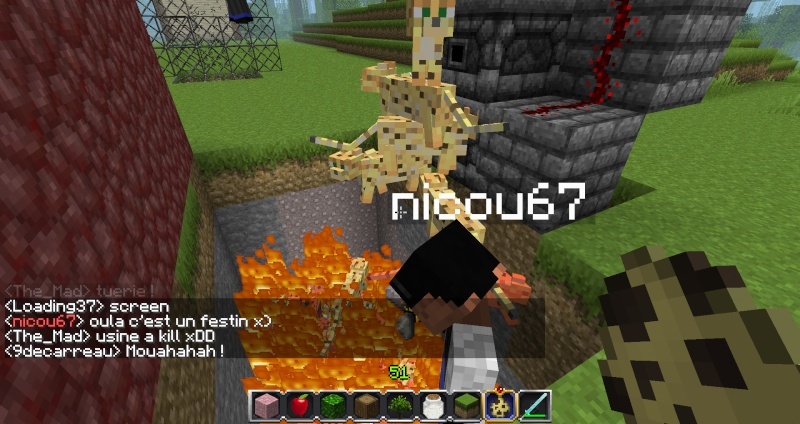 nicou67
<The_Mad> tuerie !
<Loading37> screen
<nicou67> oula c'est un festin x)
<The_Mad> usine a kill xDD
<9decarreau> Mouahahah !
51